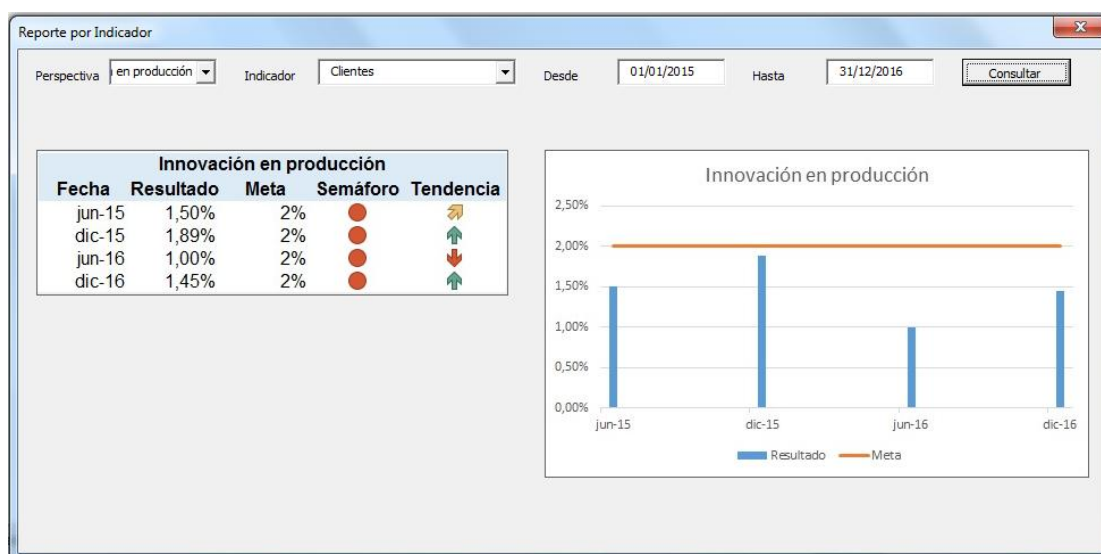 Reporte por Indicador
Perspectiva en producción Indicador Clientes Desde 01/01/2015 Hasta 31/12/2016 Consultar
Innovación en producción
Fecha Resultado Meta Semáforo Tendencia
jun-15 1,50% 2%
dic-15 1,89% 2%
jun-16 1,00% 2%
dic-16 1,45% 2%
Innovación en producción
2,50%
2,00%
1,50%
1,00%
0,50%
0,00%
jun-15 dic-15 jun-16 dic-16
Resultado Meta